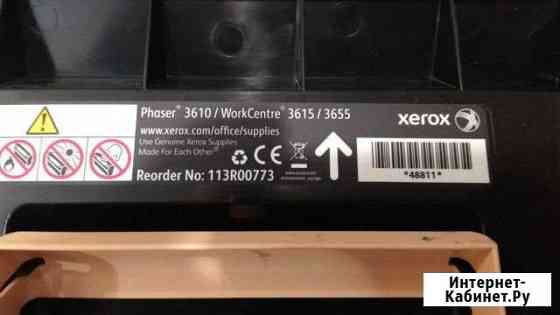 Phaser® 3610 / WorkCentre® 3615 / 3655
xerox
www.xerox.com/office/supplies
Use Genuine Xerox Supplies
Made For Each Other®
CE
Reorder No: 113R00773
*48811*
Интернет-
Кабинет.Ру